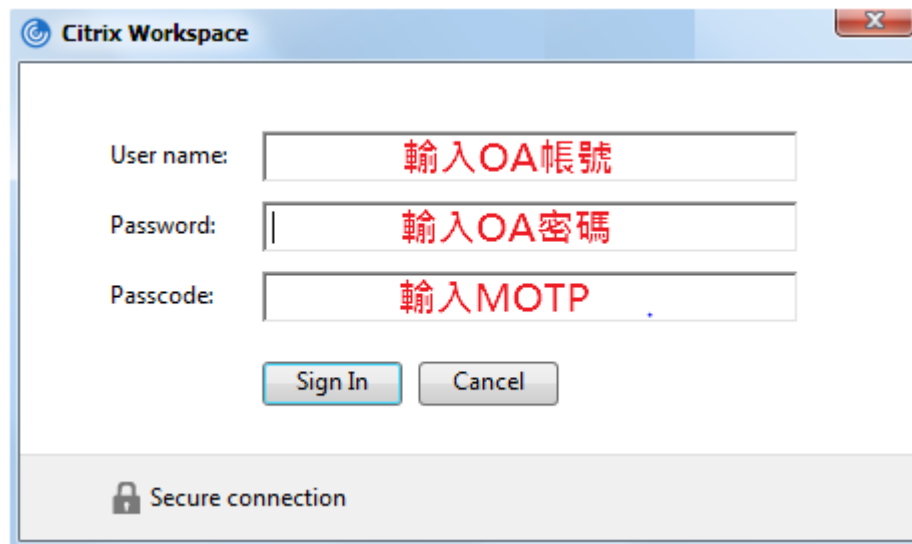 Citrix Workspace
User name: 輸入OA帳號
Password: 輸入OA密碼
Passcode: 輸入MOTP
Sign In Cancel
Secure connection